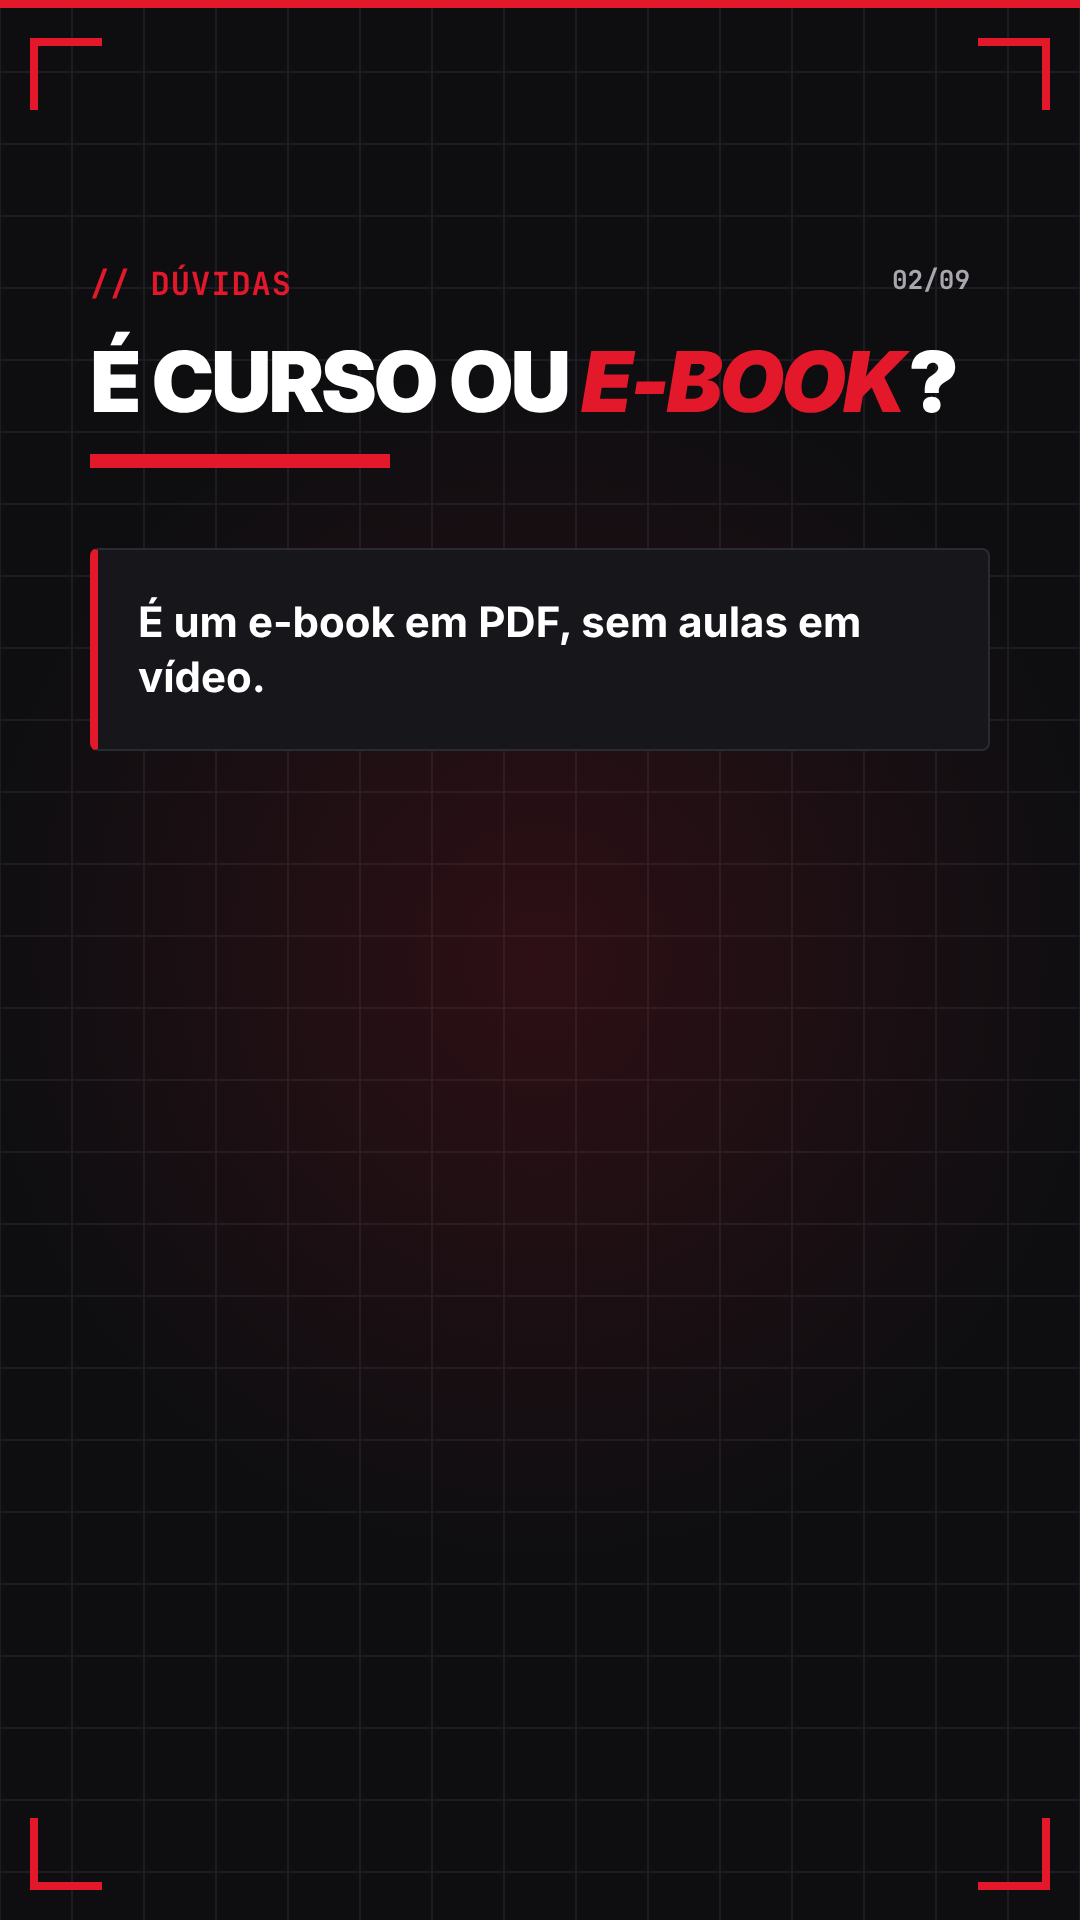 // DÚVIDAS
02/09
É CURSO OU E-BOOK?
É um e-book em PDF, sem aulas em
vídeo.